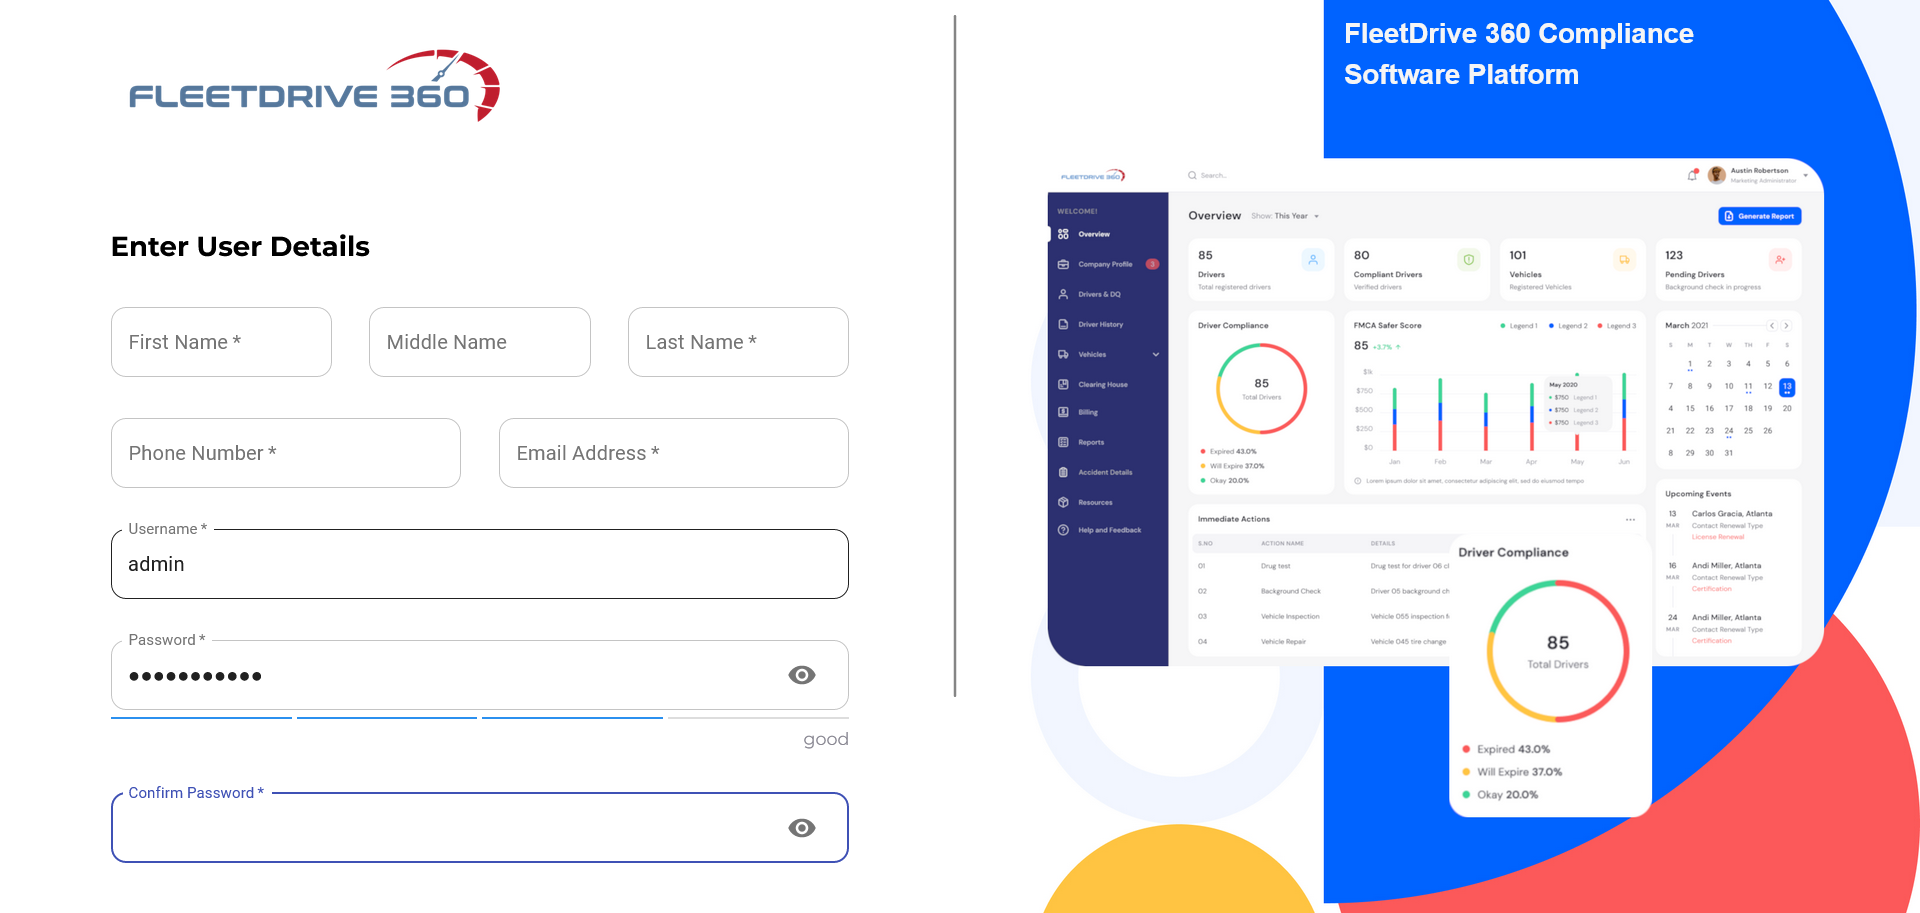 FLEETDRIVE 360
Enter User Details
First Name *
Middle Name
Last Name *
Phone Number *
Email Address *
Username *
admin
Password *
●●●●●●●●●●●
good
Confirm Password *
FleetDrive 360 Compliance
Software Platform
FLEETDRIVE 360
Search..
Austin Robertson
Marketing Administrator
WELCOME!
Overview
Company Profile 3
Drivers & DQ
Driver History
Vehicles
Clearing House
Billing
Reports
Accident Details
Resources
Help and Feedback
Overview Show: This Year
Generate Report
85
Drivers
Total registered drivers
80
Compliant Drivers
Verified drivers
101
Vehicles
Registered Vehicles
123
Pending Drivers
Background check in progress
Driver Compliance
85
Total Drivers
Expired 43.0%
Will Expire 37.0%
Okay 20.0%
FMCA Safer Score
Legend 1 Legend 2 Legend 3
85 +3.7%
$1k
$750
$500
$250
$0
Jan Feb Mar Apr May Jun
May 2020
$750 Legend 1
$750 Legend 2
$750 Legend 3
Lorem ipsum dolor sit amet, consectetur adipiscing elit, sed do eiusmod tempo
March 2021
S M T W TH F S
1 2 3 4 5 6
7 8 9 10 11 12 13
4 15 16 17 18 19 20
21 22 23 24 25 26
8 29 30 31
Immediate Actions
S.NO ACTION NAME DETAILS
01 Drug test Drug test for driver 06 cl
02 Background Check Driver 05 background ch
03 Vehicle Inspection Vehicle 055 inspection f
04 Vehicle Repair Vehicle 045 tire change
Upcoming Events
13 MAR
Carlos Gracia, Atlanta
Contact Renewal Type
License Renewal
16 MAR
Andi Miller, Atlanta
Contact Renewal Type
Certification
24 MAR
Andi Miller, Atlanta
Contact Renewal Type
Certification
Driver Compliance
85
Total Drivers
Expired 43.0%
Will Expire 37.0%
Okay 20.0%